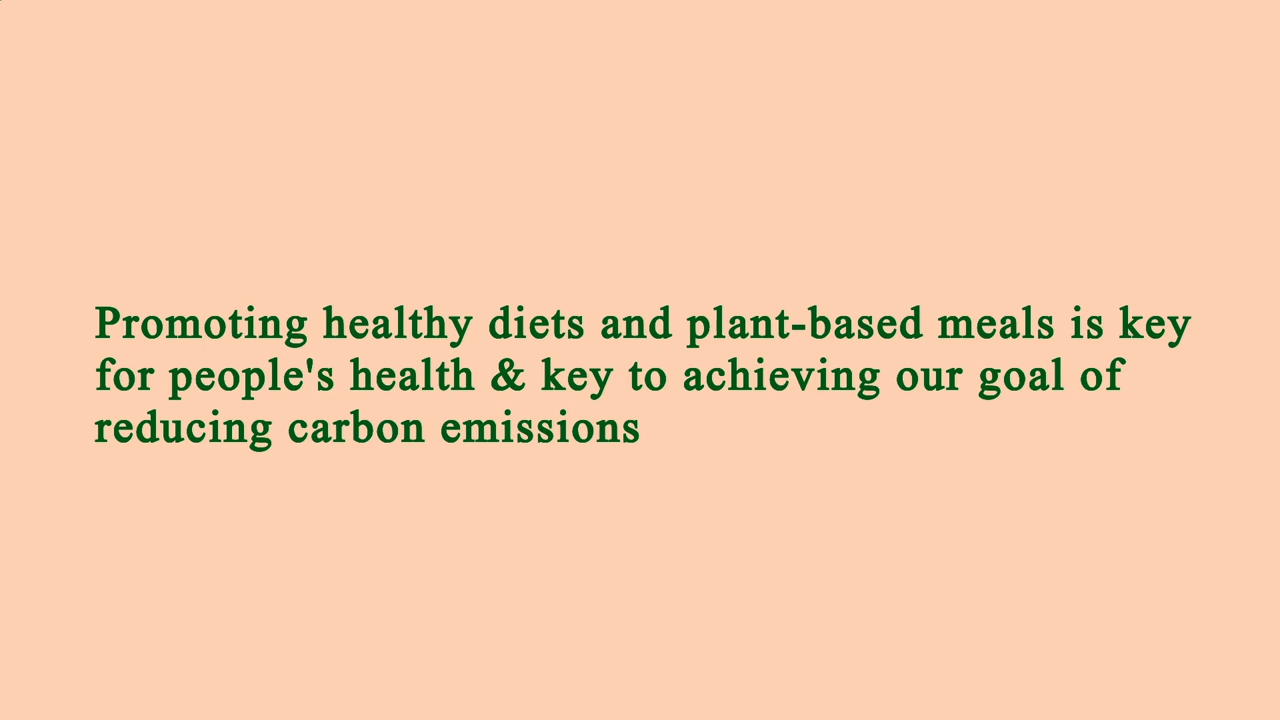 Promoting healthy diets and plant-based meals is key
for people's health & key to achieving our goal of
reducing carbon emissions